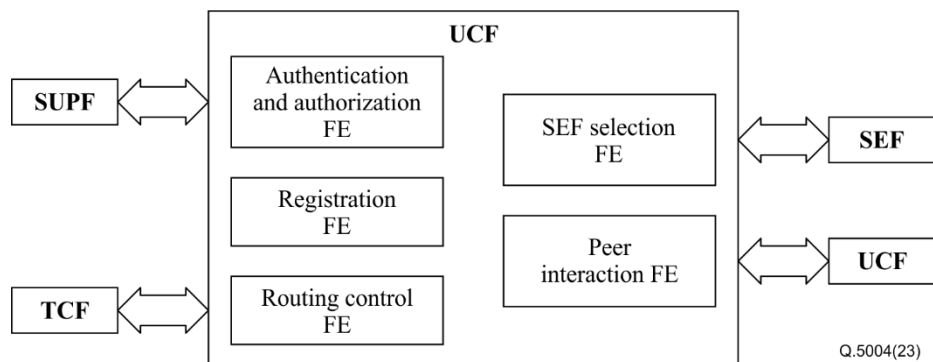 UCF
SUPF
Authentication
and authorization
FE
Registration
FE
TCF
Routing control
FE
SEF selection
FE
SEF
Peer
interaction FE
UCF
Q.5004(23)